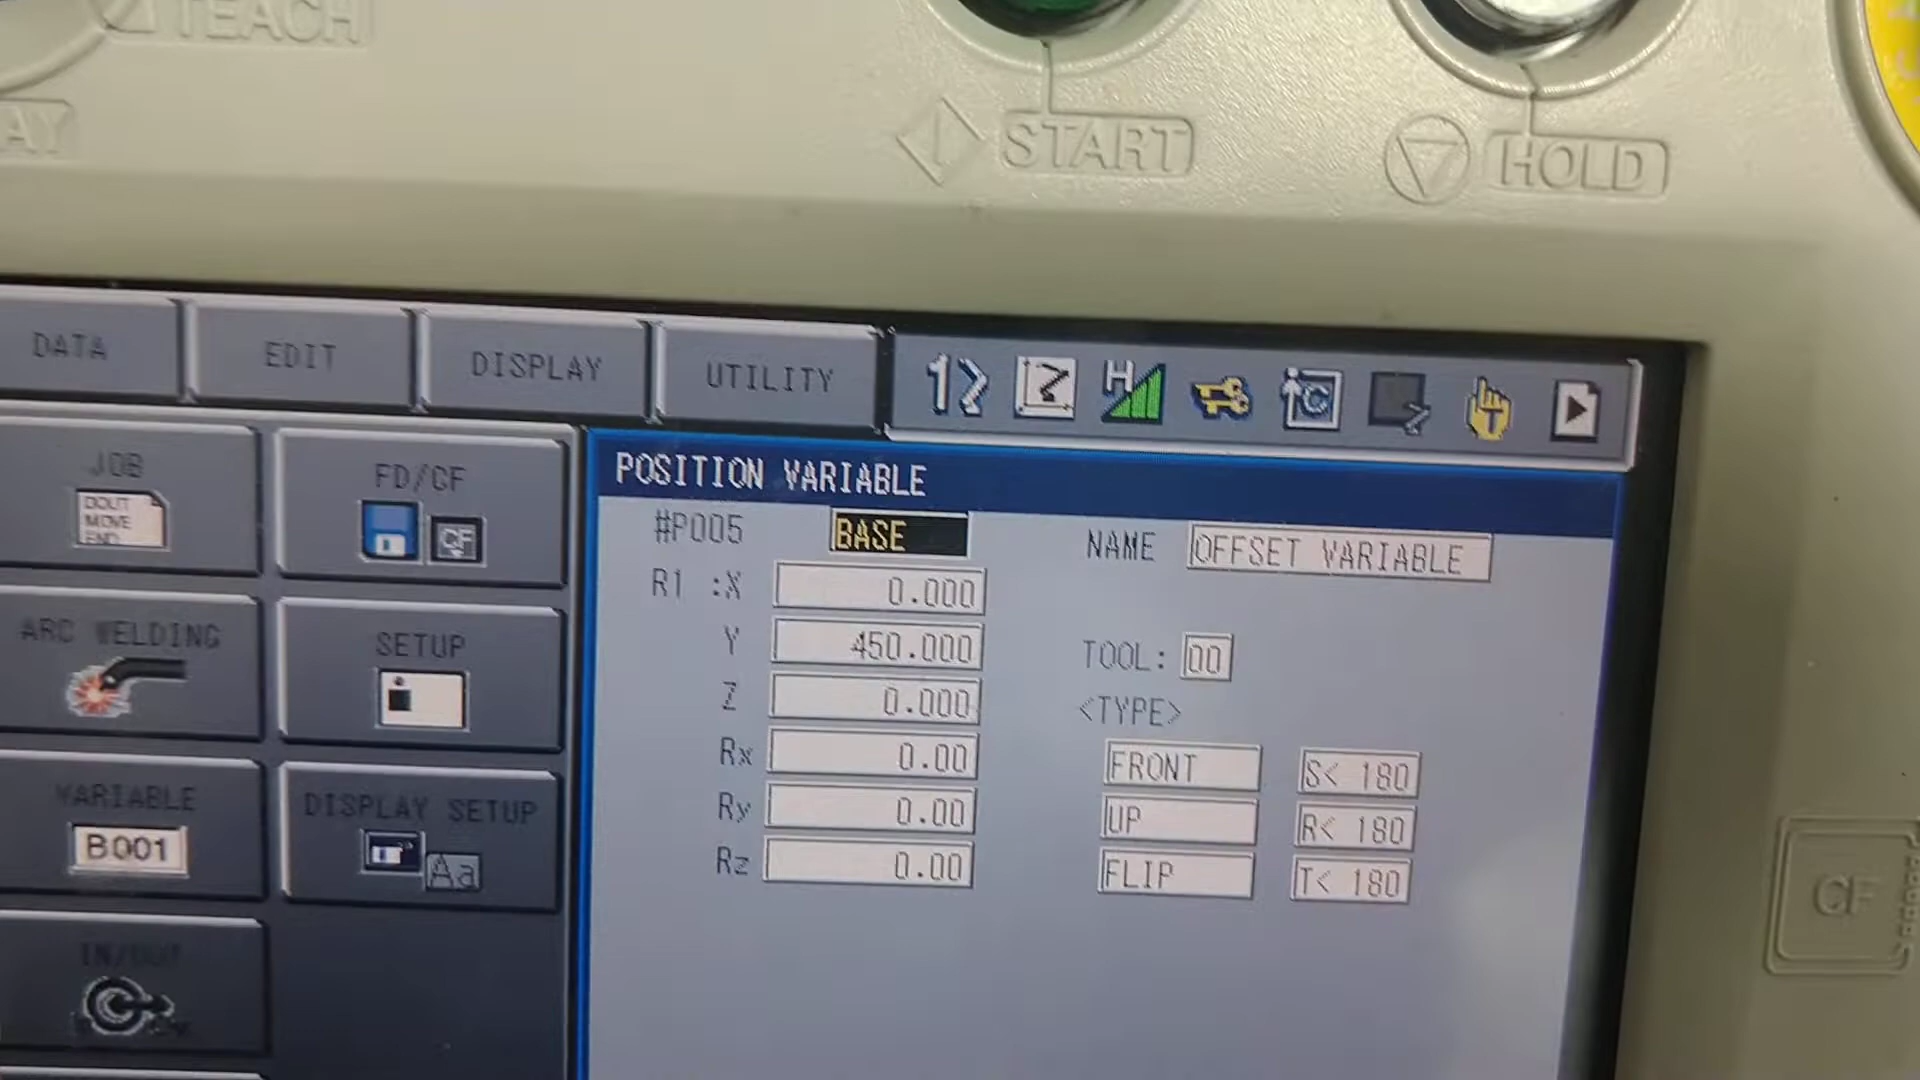 TEACH
START
HOLD
DATA
EDIT
DISPLAY
UTILITY
JOB
DOUT
MOVE
END
FD/CF
CF
ARC WELDING
SETUP
VARIABLE
B001
DISPLAY SETUP
Aa
IN/OUT
POSITION VARIABLE
#P005 BASE
NAME OFFSET VARIABLE
R1 :X 0.000
Y 450.000
Z 0.000
Rx 0.00
Ry 0.00
Rz 0.00
TOOL: 00
<TYPE>
FRONT S< 180
UP R< 180
FLIP T< 180
CF